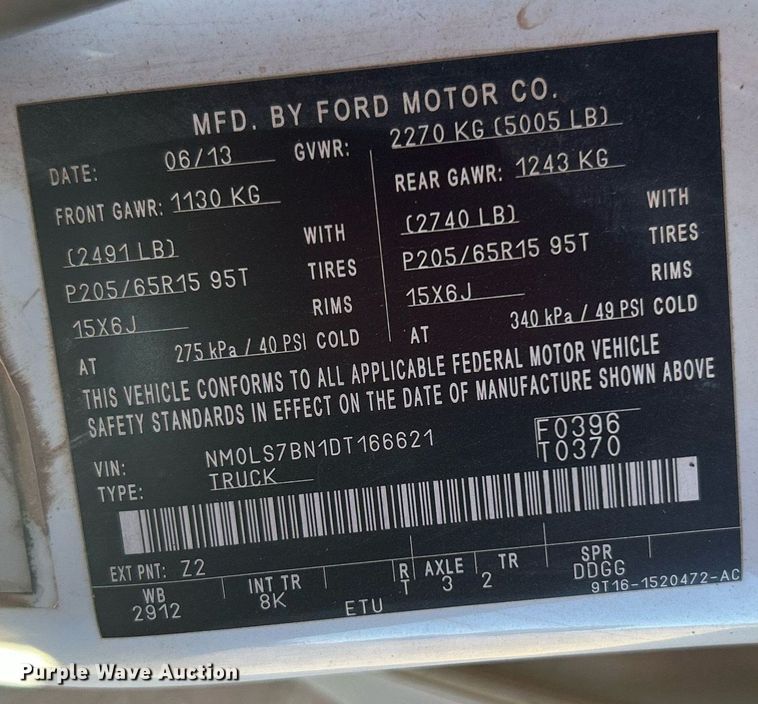 MFD. BY FORD MOTOR CO.
DATE: 06/13 GVWR: 2270 KG (5005 LB)
FRONT GAWR: 1130 KG REAR GAWR: 1243 KG
(2491 LB) WITH (2740 LB) WITH
P205/65R15 95T TIRES P205/65R15 95T TIRES
15X6J RIMS 15X6J RIMS
AT 275 kPa / 40 PSI COLD AT 340 kPa / 49 PSI COLD
THIS VEHICLE CONFORMS TO ALL APPLICABLE FEDERAL MOTOR VEHICLE
SAFETY STANDARDS IN EFFECT ON THE DATE OF MANUFACTURE SHOWN ABOVE
VIN: NM0LS7BN1DT166621 F0396
TYPE: TRUCK T0370
EXT PNT: Z2 RT AXLE TR SPR
WB INT TR 3 2 DDGG
2912 8K ETU 9T16-1520472-AC
Purple Wave Auction